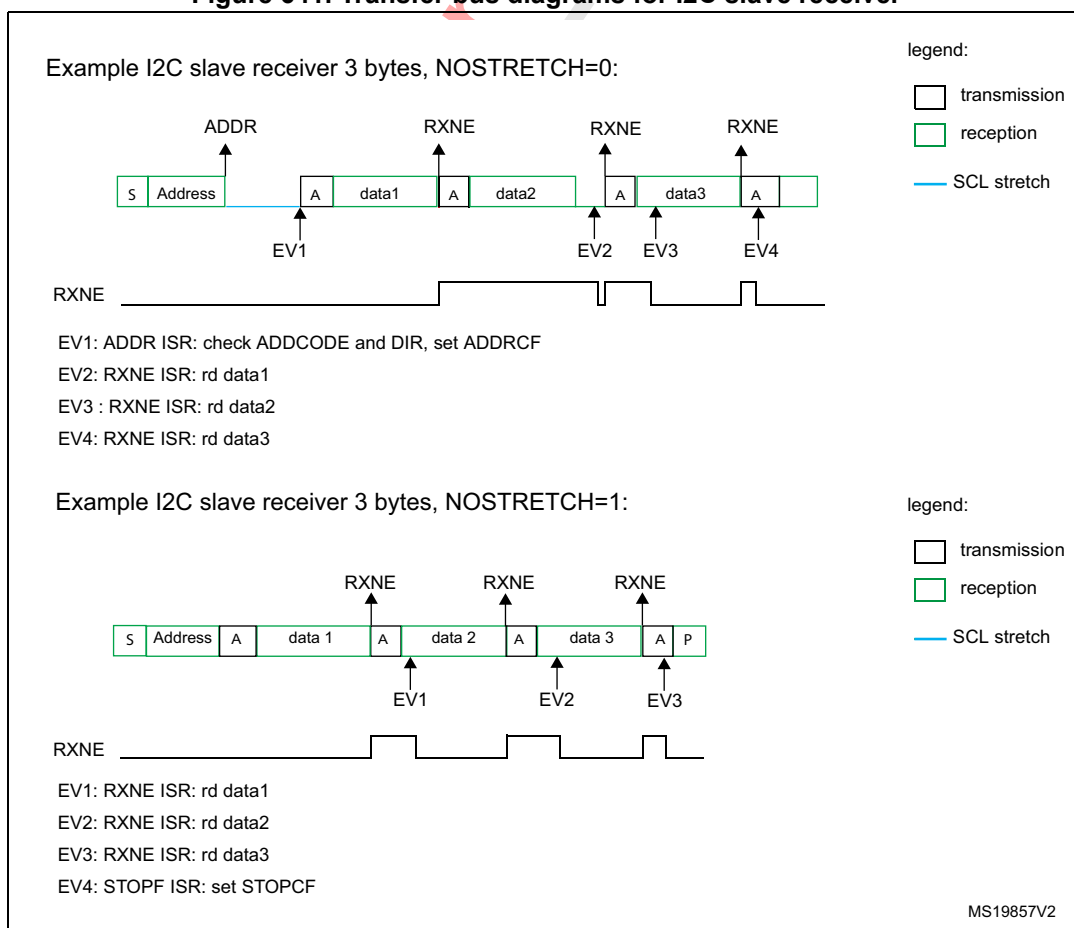 Figure 311. Transfer bus diagrams for I2C slave receiver
Example I2C slave receiver 3 bytes, NOSTRETCH=0:
legend:
transmission
reception
SCL stretch
ADDR RXNE RXNE RXNE
S Address A data1 A data2 A data3 A
EV1 EV2 EV3 EV4
RXNE
EV1: ADDR ISR: check ADDCODE and DIR, set ADDRCF
EV2: RXNE ISR: rd data1
EV3 : RXNE ISR: rd data2
EV4: RXNE ISR: rd data3
Example I2C slave receiver 3 bytes, NOSTRETCH=1:
legend:
transmission
reception
SCL stretch
RXNE RXNE RXNE
S Address A data 1 A data 2 A data 3 A P
EV1 EV2 EV3
RXNE
EV1: RXNE ISR: rd data1
EV2: RXNE ISR: rd data2
EV3: RXNE ISR: rd data3
EV4: STOPF ISR: set STOPCF
MS19857V2